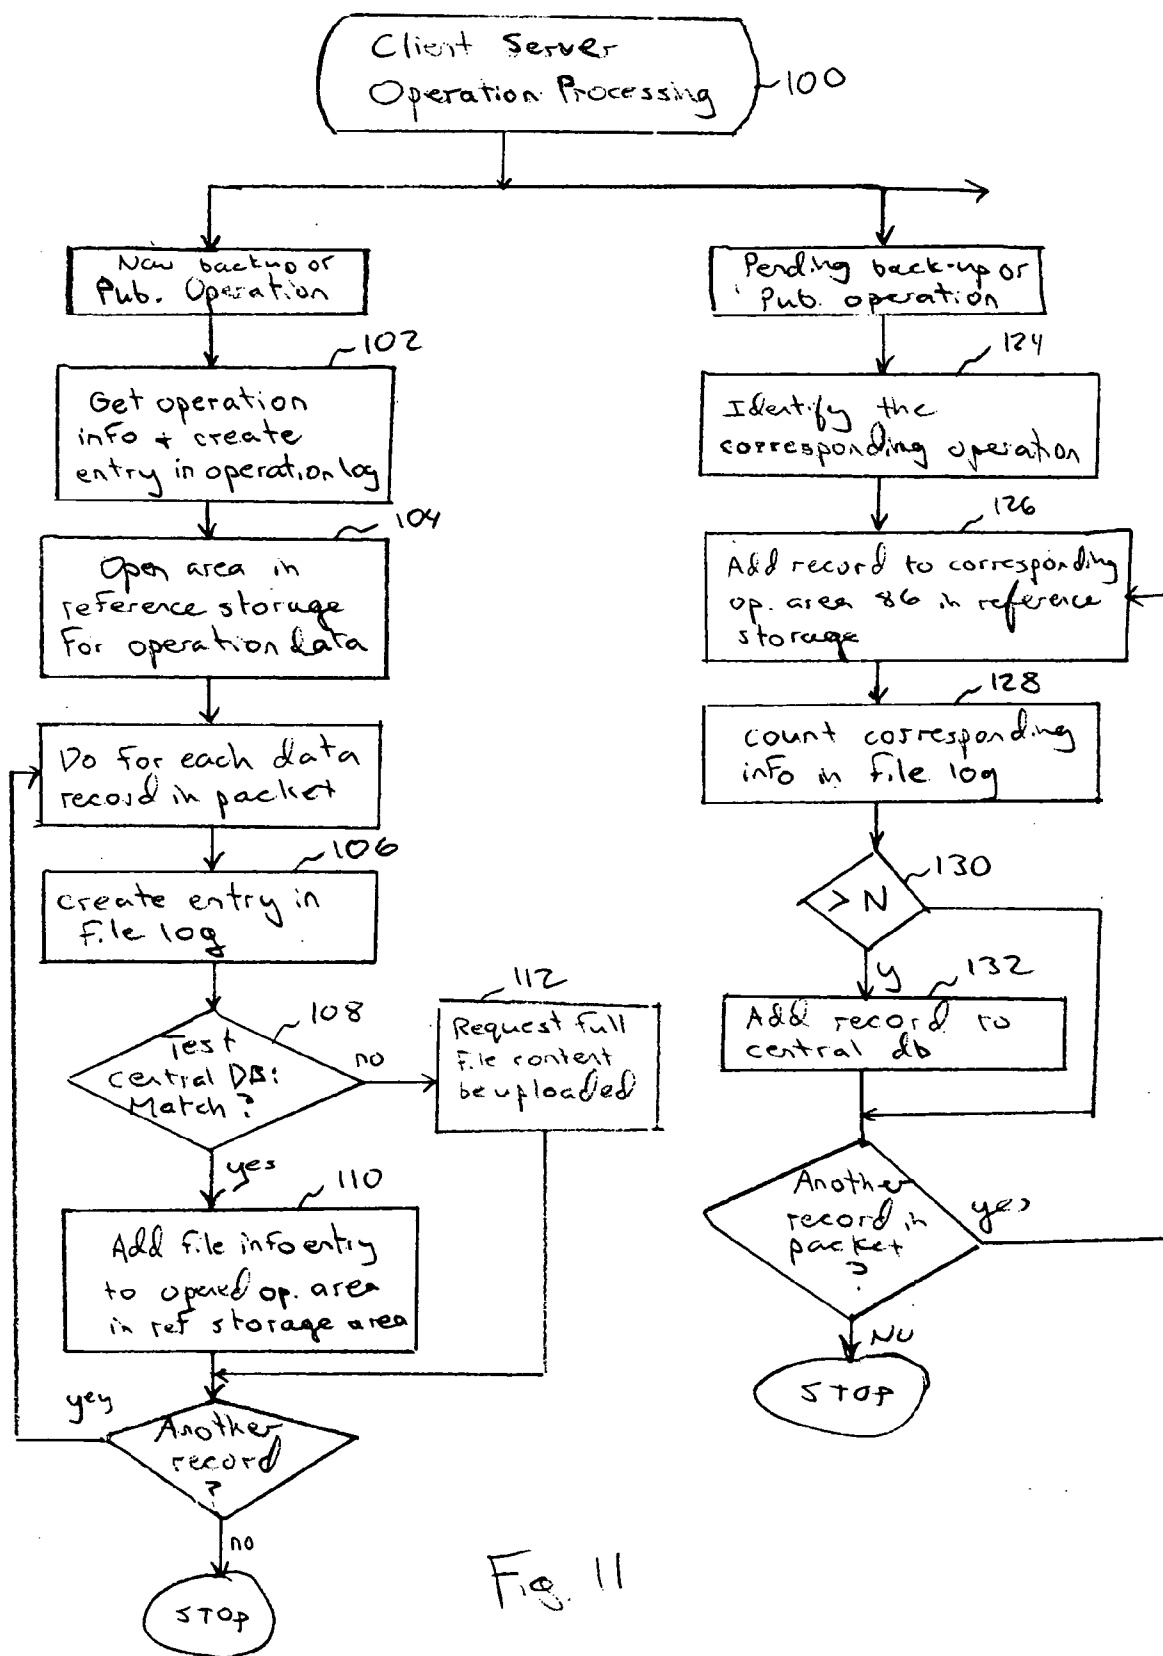 Client Server
Operation Processing
100
New backup or
Pub. Operation
102
Get operation
info + create
entry in operation log
104
Open area in
reference storage
for operation data
Do for each data
record in packet
106
create entry in
file log
108
Test
central DB:
Match?
no
112
Request full
file content
be uploaded
yes
110
Add file info entry
to opened op. area
in ref storage area
yes
Another
record
?
no
STOP
Pending back-up or
Pub. operation
124
Identify the
corresponding operation
126
Add record to corresponding
op. area 86 in reference
storage
128
count corresponding
info in file log
130
> N
y
132
Add record to
central db
Another
record in
packet
?
yes
No
STOP
Fig. 11